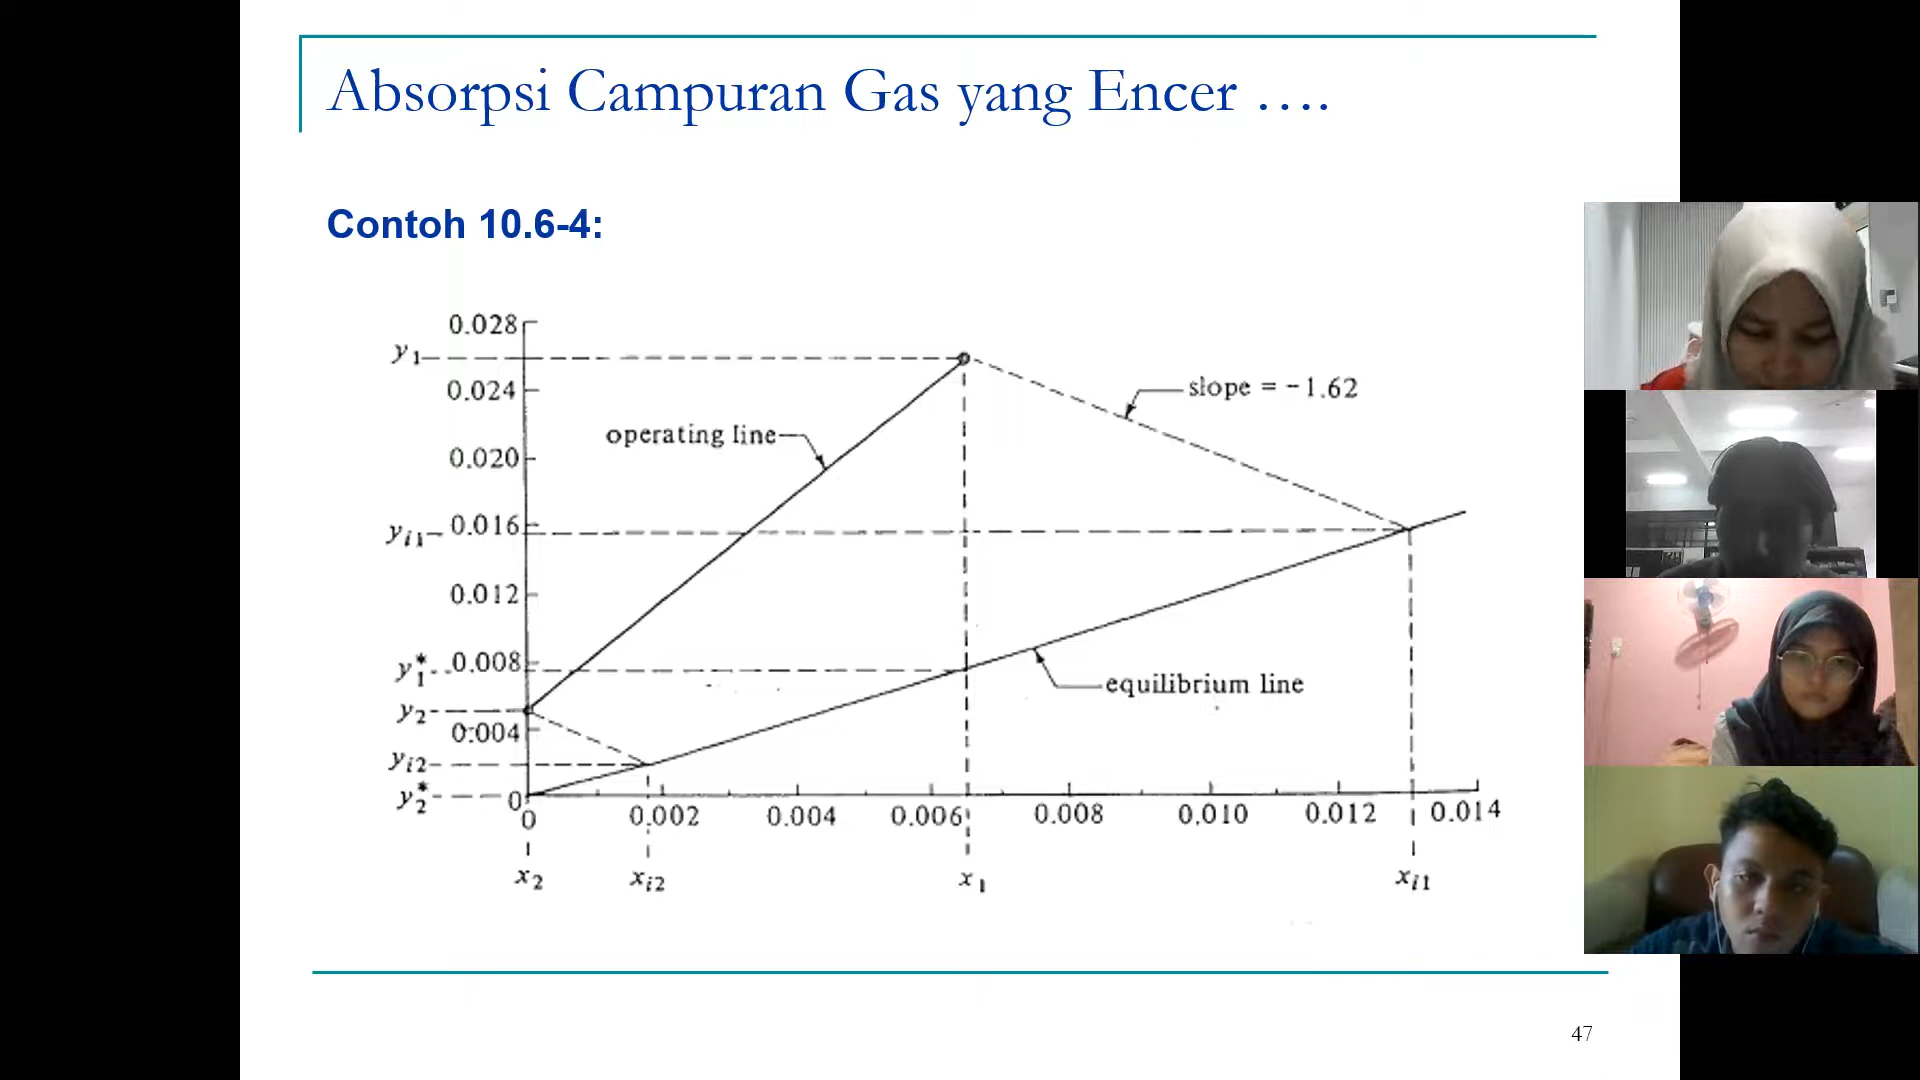 Absorpsi Campuran Gas yang Encer ....
Contoh 10.6-4:
0.028
y1
0.024
slope = -1.62
operating line
0.020
yi1
0.016
0.012
y1*
0.008
equilibrium line
y2
0.004
yi2
y2*
0
0 0.002 0.004 0.006 0.008 0.010 0.012 0.014
x2 xi2 x1 xi1
47